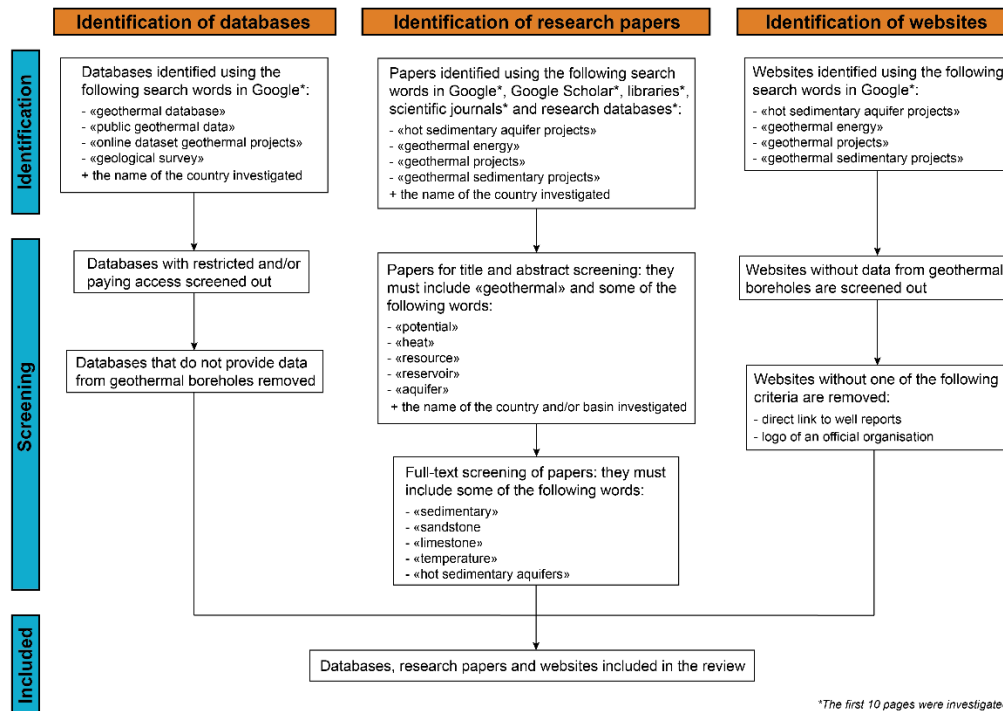 Identification of databases
Identification of research papers
Identification of websites
Identification
Databases identified using the
following search words in Google*:
- «geothermal database»
- «public geothermal data»
- «online dataset geothermal projects»
- «geological survey»
+ the name of the country investigated
Papers identified using the following search
words in Google*, Google Scholar*, libraries*,
scientific journals* and research databases*:
- «hot sedimentary aquifer projects»
- «geothermal energy»
- «geothermal projects»
- «geothermal sedimentary projects»
+ the name of the country investigated
Websites identified using the following
search words in Google*:
- «hot sedimentary aquifer projects»
- «geothermal energy»
- «geothermal projects»
- «geothermal sedimentary projects»
Screening
Databases with restricted and/or
paying access screened out
Databases that do not provide data
from geothermal boreholes removed
Papers for title and abstract screening: they
must include «geothermal» and some of the
following words:
- «potential»
- «heat»
- «resource»
- «reservoir»
- «aquifer»
+ the name of the country and/or basin investigated
Full-text screening of papers: they must
include some of the following words:
- «sedimentary»
- «sandstone
- «limestone»
- «temperature»
- «hot sedimentary aquifers»
Websites without data from geothermal
boreholes are screened out
Websites without one of the following
criteria are removed:
- direct link to well reports
- logo of an official organisation
Included
Databases, research papers and websites included in the review
*The first 10 pages were investigate